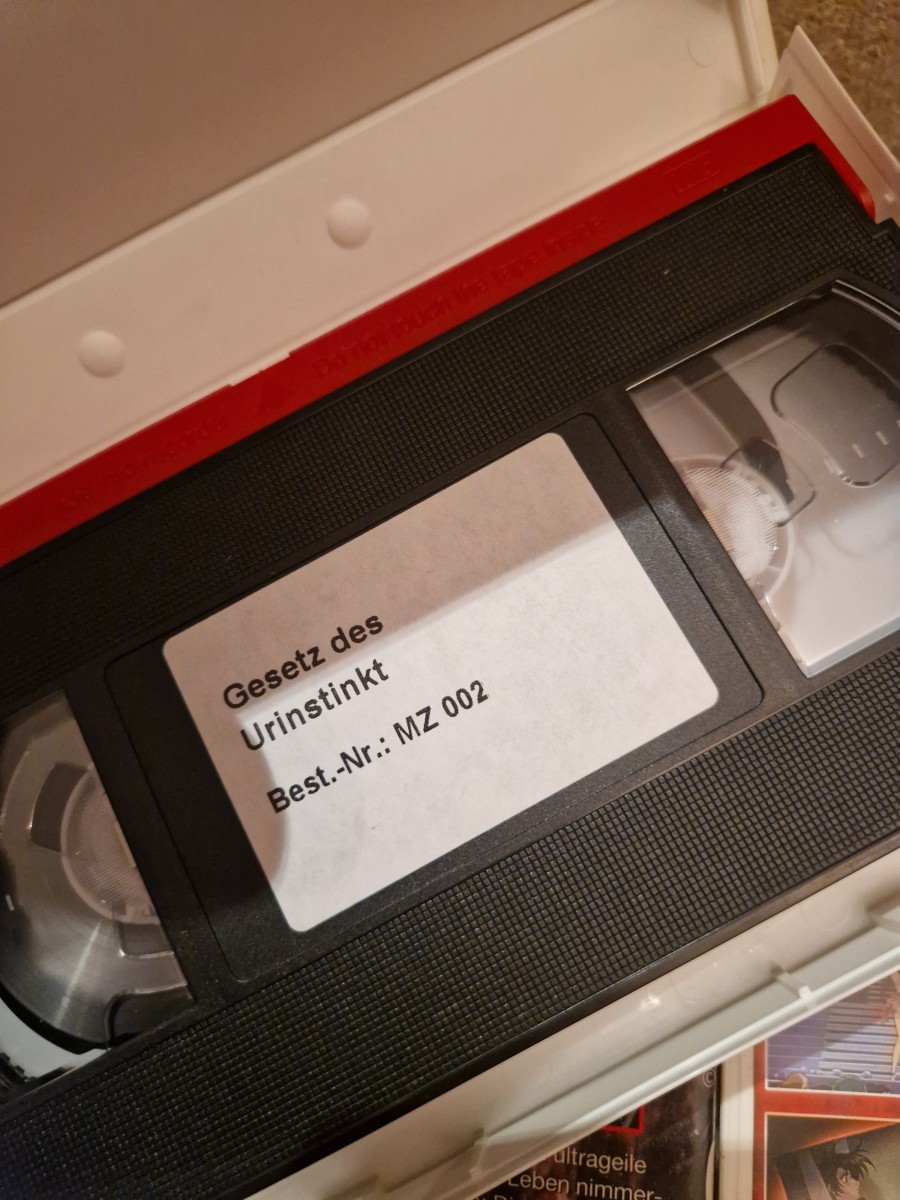 Do not touch the tape inside
Gesetz des
Urinstinkt
Best.-Nr.: MZ 002
©
ultrageile
Leben nimmer-